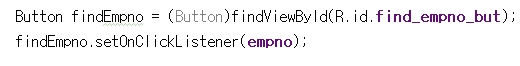 Button findEmpno = (Button)findViewById(R.id.find_empno_but);
findEmpno.setOnClickListener(empno);